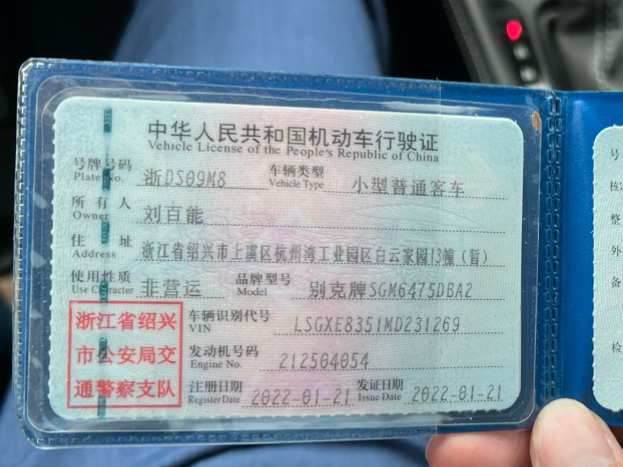 中华人民共和国机动车行驶证
Vehicle License of the People's Republic of China
号牌号码 浙DS09M8 车辆类型 小型普通客车
Plate No. Vehicle Type
所有人 刘百能
Owner
住址 浙江省绍兴市上虞区杭州湾工业园区白云家园13幢（暂）
Address
使用性质 非营运 品牌型号 别克牌SGM6475DBA2
Use Character Model
浙江省绍兴
市公安局交
通警察支队
车辆识别代号 LSGXE8351MD231269
VIN
发动机号码 212504054
Engine No.
注册日期 2022-01-21 发证日期 2022-01-21
Register Date Issue Date
号
核
整
外
备
检